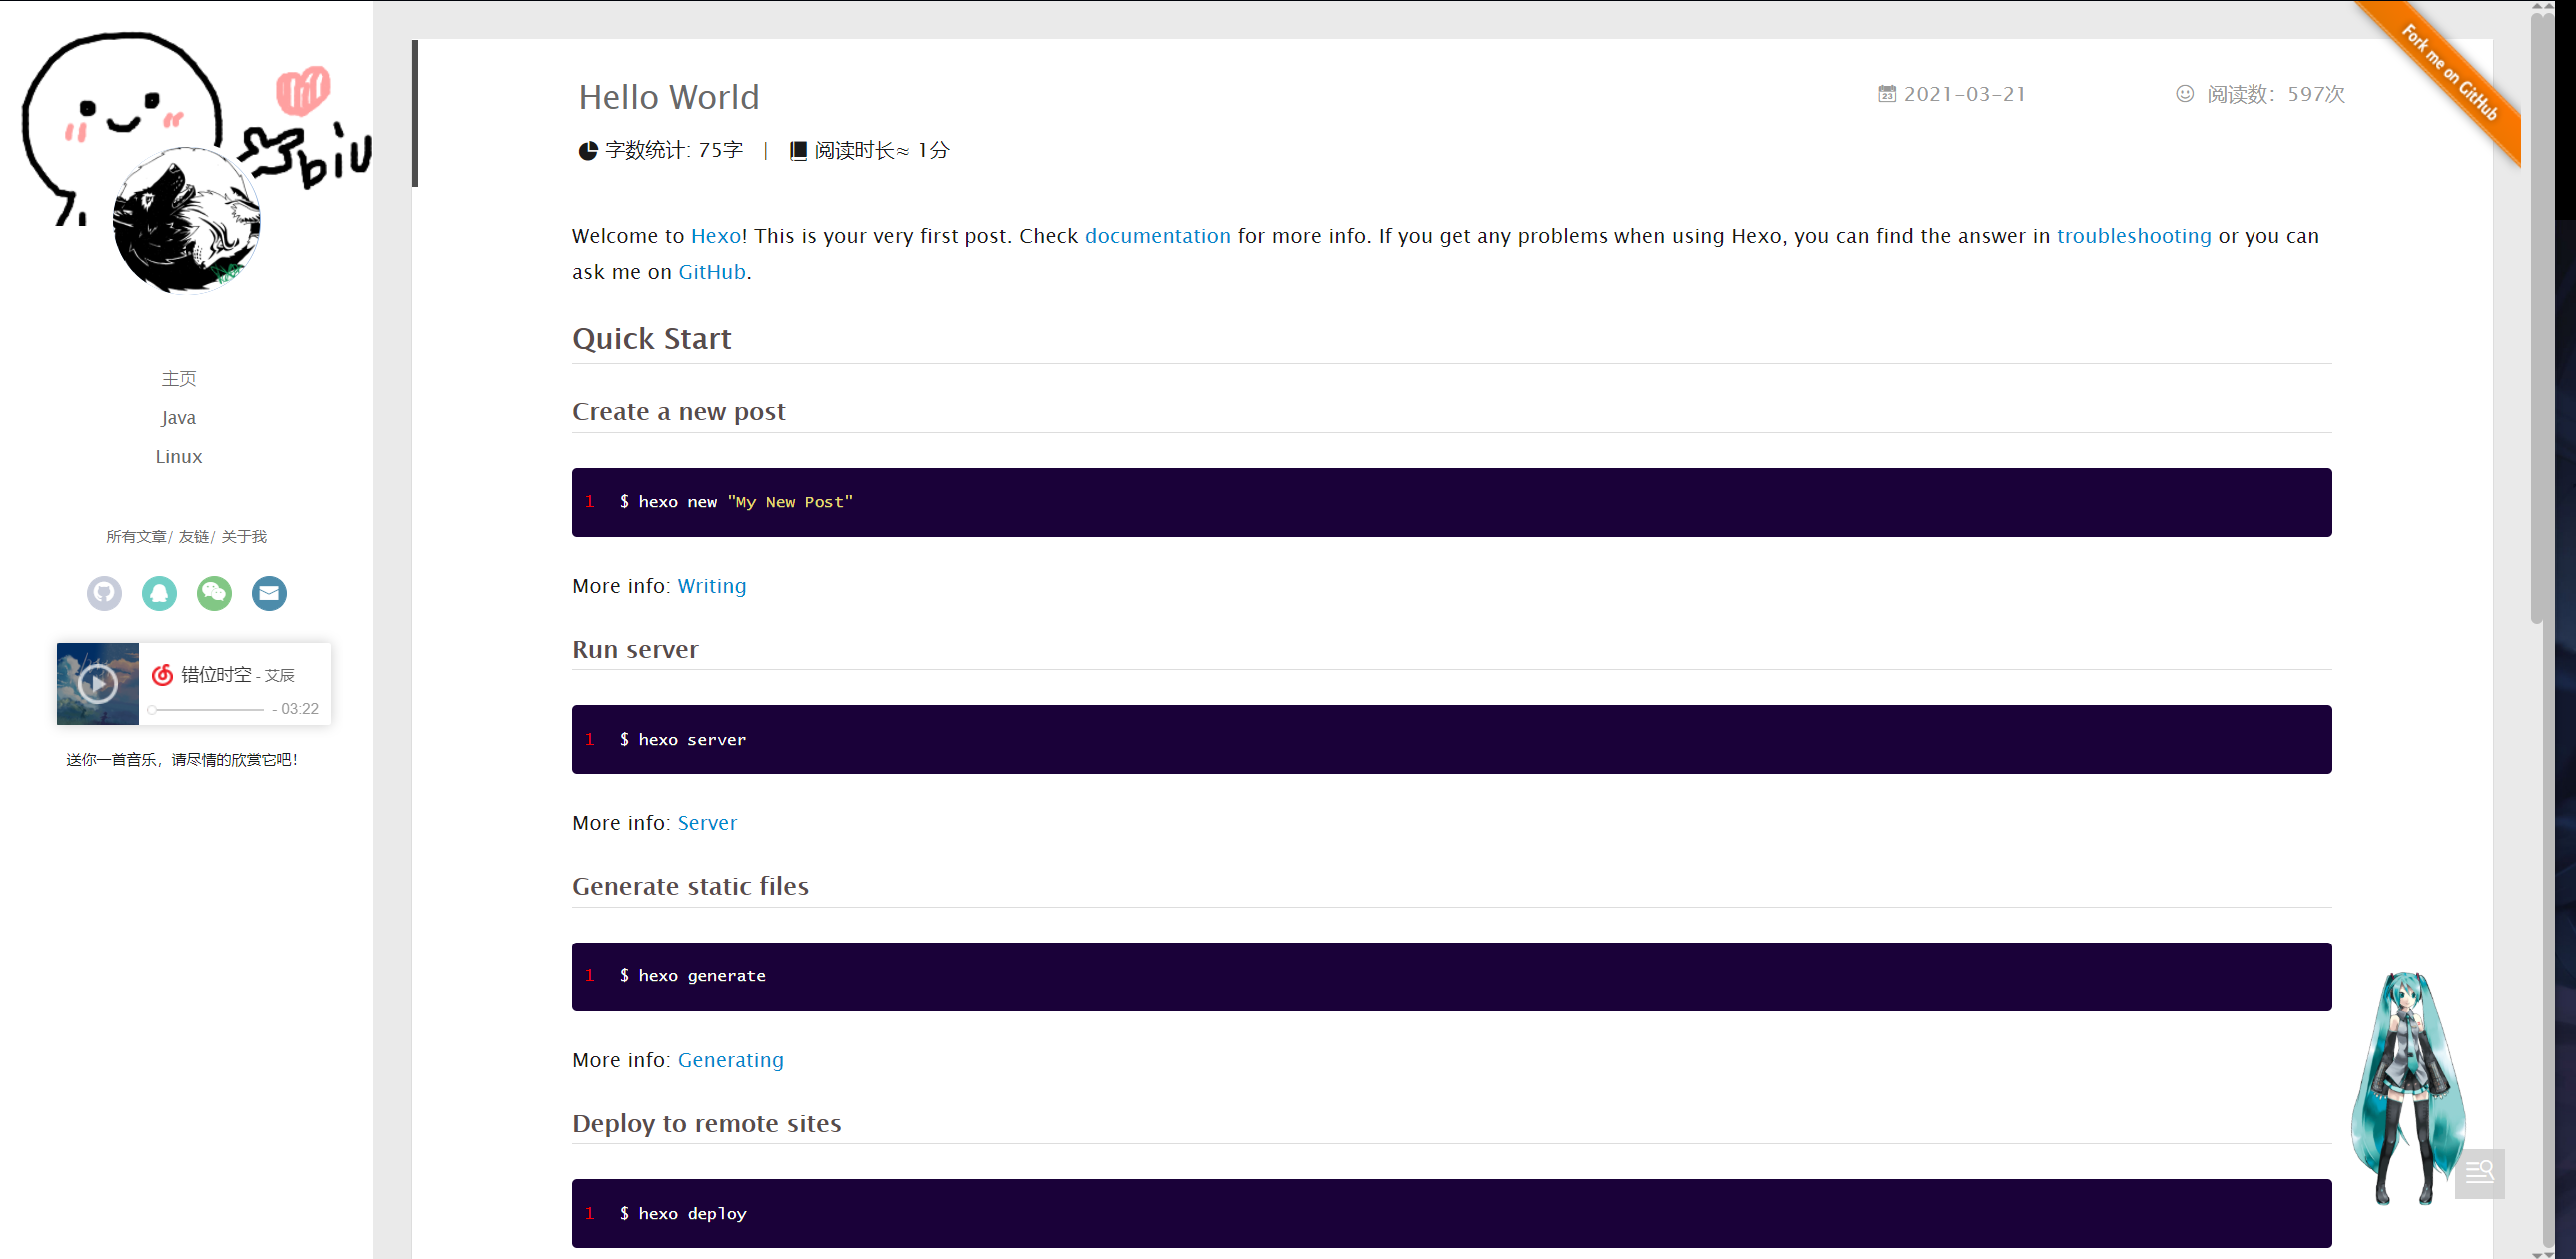 biu
主页
Java
Linux
所有文章/ 友链/ 关于我
错位时空 - 艾辰
- 03:22
送你一首音乐，请尽情的欣赏它吧！
Hello World
23 2021-03-21
阅读数：597次
Fork me on GitHub
字数统计: 75字 | 阅读时长≈ 1分
Welcome to Hexo! This is your very first post. Check documentation for more info. If you get any problems when using Hexo, you can find the answer in troubleshooting or you can
ask me on GitHub.
Quick Start
Create a new post
1 $ hexo new "My New Post"
More info: Writing
Run server
1 $ hexo server
More info: Server
Generate static files
1 $ hexo generate
More info: Generating
Deploy to remote sites
1 $ hexo deploy